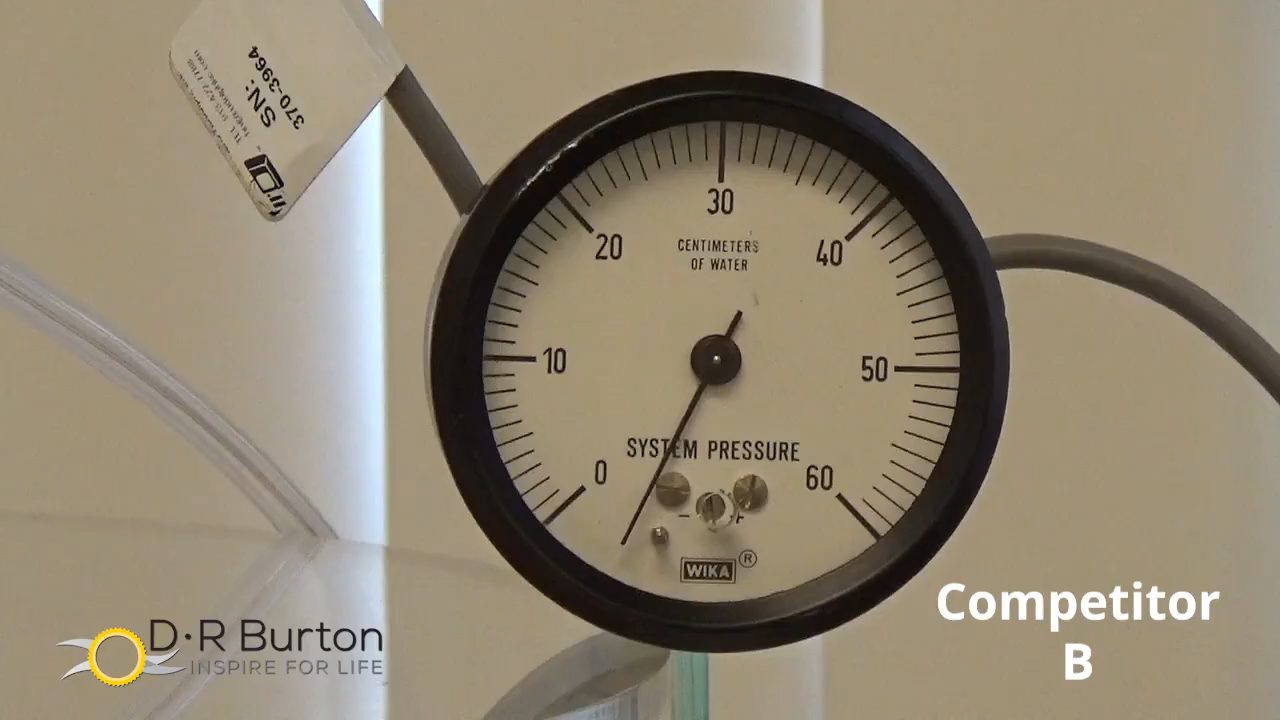 SN:
370-3964
30
20
CENTIMETERS
OF WATER
40
10
50
SYSTEM PRESSURE
0
60
- +
WIKA ®
D·R Burton
INSPIRE FOR LIFE
Competitor
B